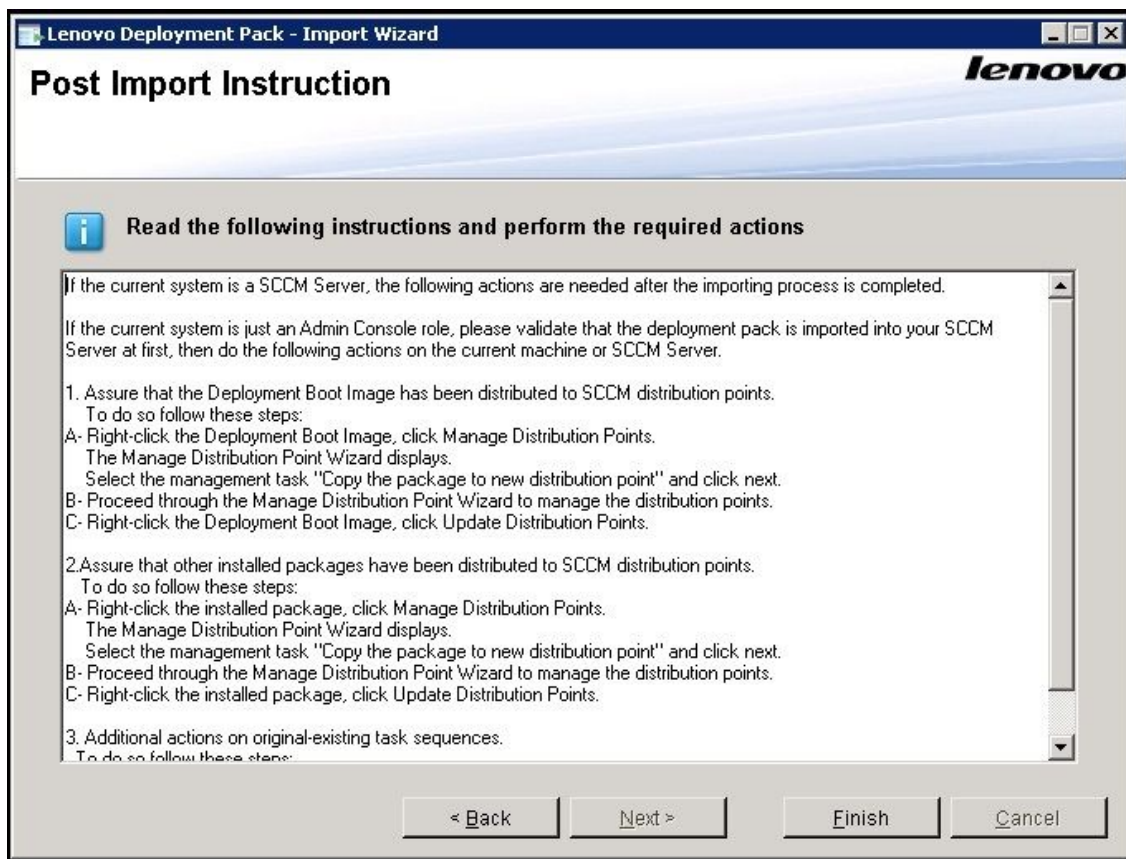 Lenovo Deployment Pack - Import Wizard
Post Import Instruction
lenovo
i
Read the following instructions and perform the required actions
If the current system is a SCCM Server, the following actions are needed after the importing process is completed.
If the current system is just an Admin Console role, please validate that the deployment pack is imported into your SCCM
Server at first, then do the following actions on the current machine or SCCM Server.
1. Assure that the Deployment Boot Image has been distributed to SCCM distribution points.
To do so follow these steps:
A- Right-click the Deployment Boot Image, click Manage Distribution Points.
The Manage Distribution Point Wizard displays.
Select the management task "Copy the package to new distribution point" and click next.
B- Proceed through the Manage Distribution Point Wizard to manage the distribution points.
C- Right-click the Deployment Boot Image, click Update Distribution Points.
2.Assure that other installed packages have been distributed to SCCM distribution points.
To do so follow these steps:
A- Right-click the installed package, click Manage Distribution Points.
The Manage Distribution Point Wizard displays.
Select the management task "Copy the package to new distribution point" and click next.
B- Proceed through the Manage Distribution Point Wizard to manage the distribution points.
C- Right-click the installed package, click Update Distribution Points.
3. Additional actions on original-existing task sequences.
To do so follow these steps:
< Back
Next >
Finish
Cancel